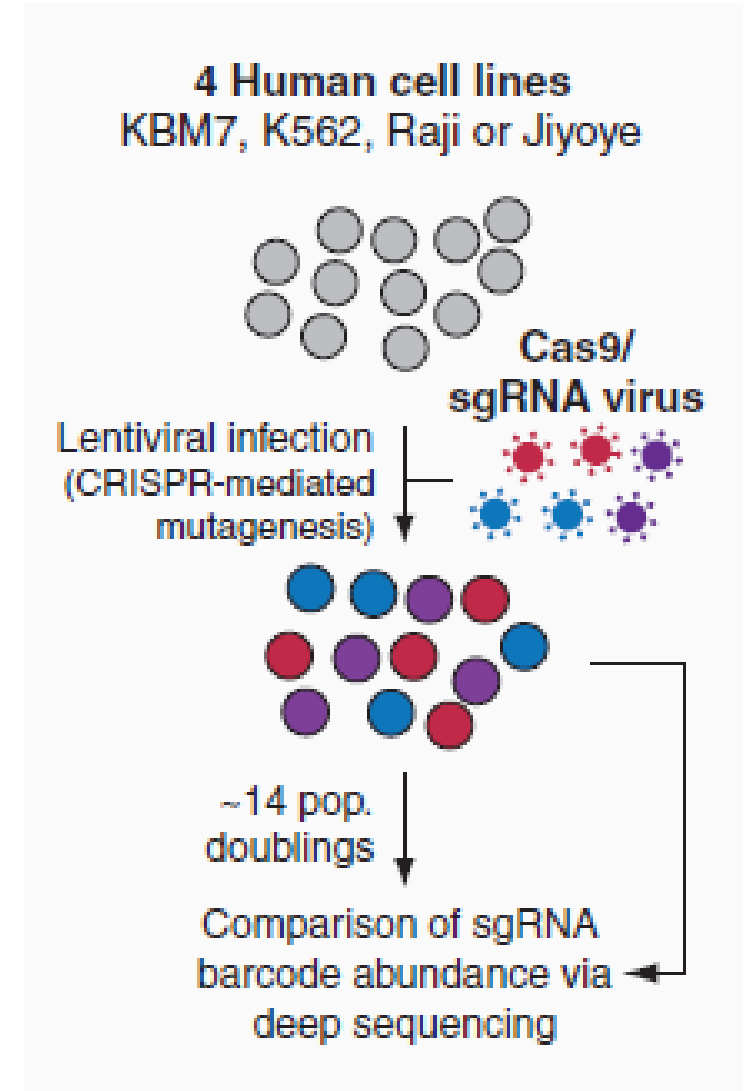 4 Human cell lines
KBM7, K562, Raji or Jiyoye
Cas9/
sgRNA virus
Lentiviral infection
(CRISPR-mediated
mutagenesis)
~14 pop.
doublings
Comparison of sgRNA
barcode abundance via
deep sequencing